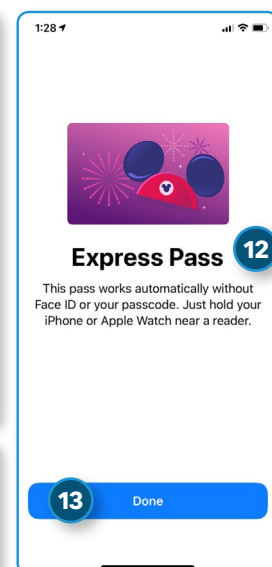 1:28
Express Pass
12
This pass works automatically without
Face ID or your passcode. Just hold your
iPhone or Apple Watch near a reader.
13
Done